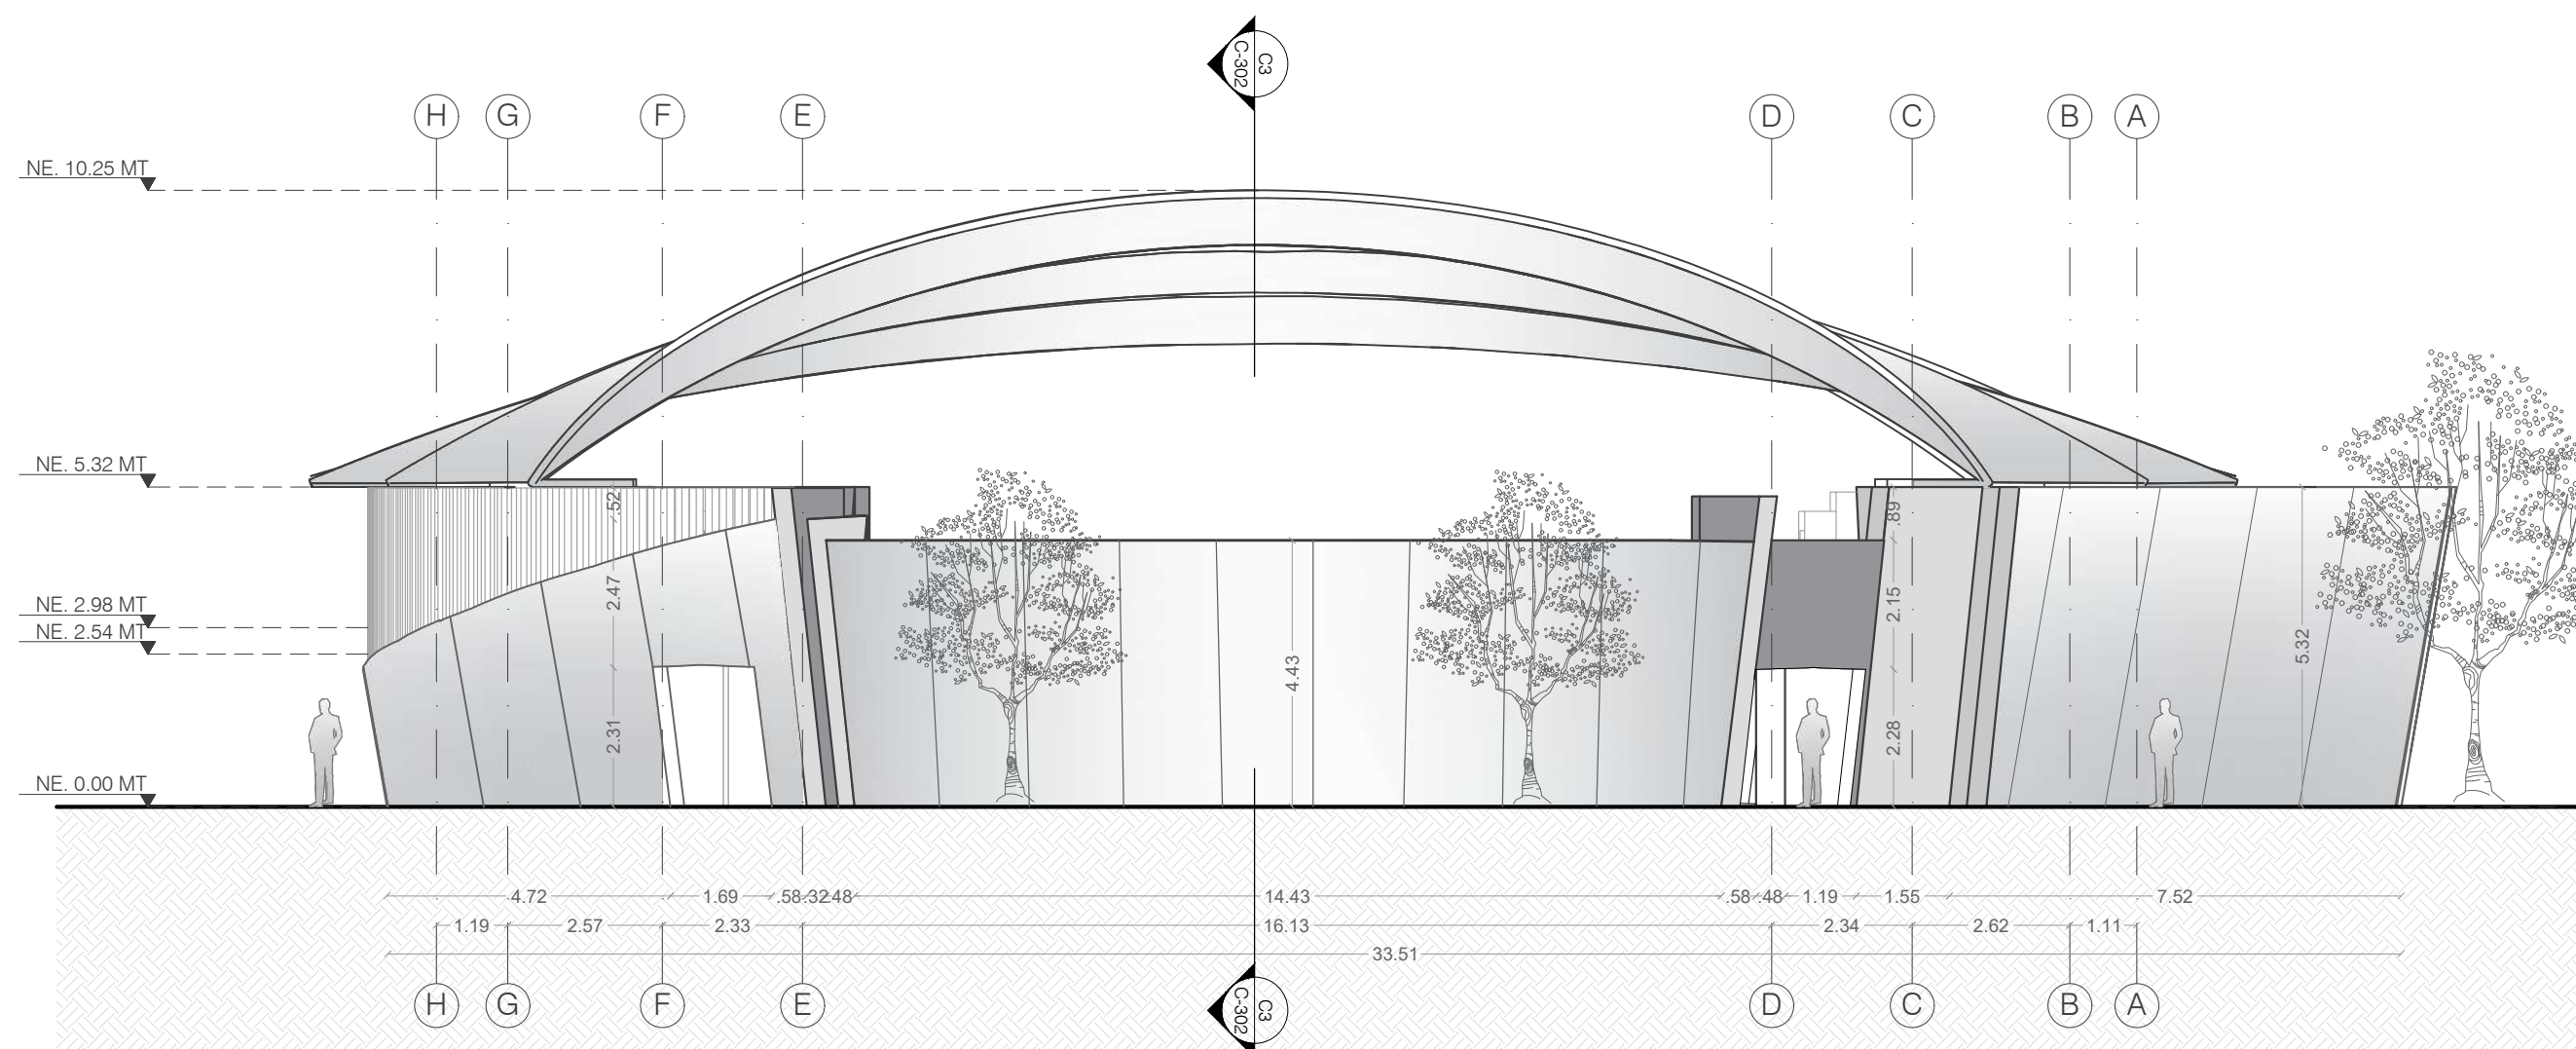 C3
C-302
H G F E D C B A
NE. 10.25 MT
NE. 5.32 MT
NE. 2.98 MT
NE. 2.54 MT
NE. 0.00 MT
.52
2.47
2.31
4.43
.89
2.15
2.28
5.32
4.72 1.69 .58 .32 .48 14.43 .58 .48 1.19 1.55 7.52
1.19 2.57 2.33 16.13 2.34 2.62 1.11
33.51
H G F E D C B A
C3
C-302